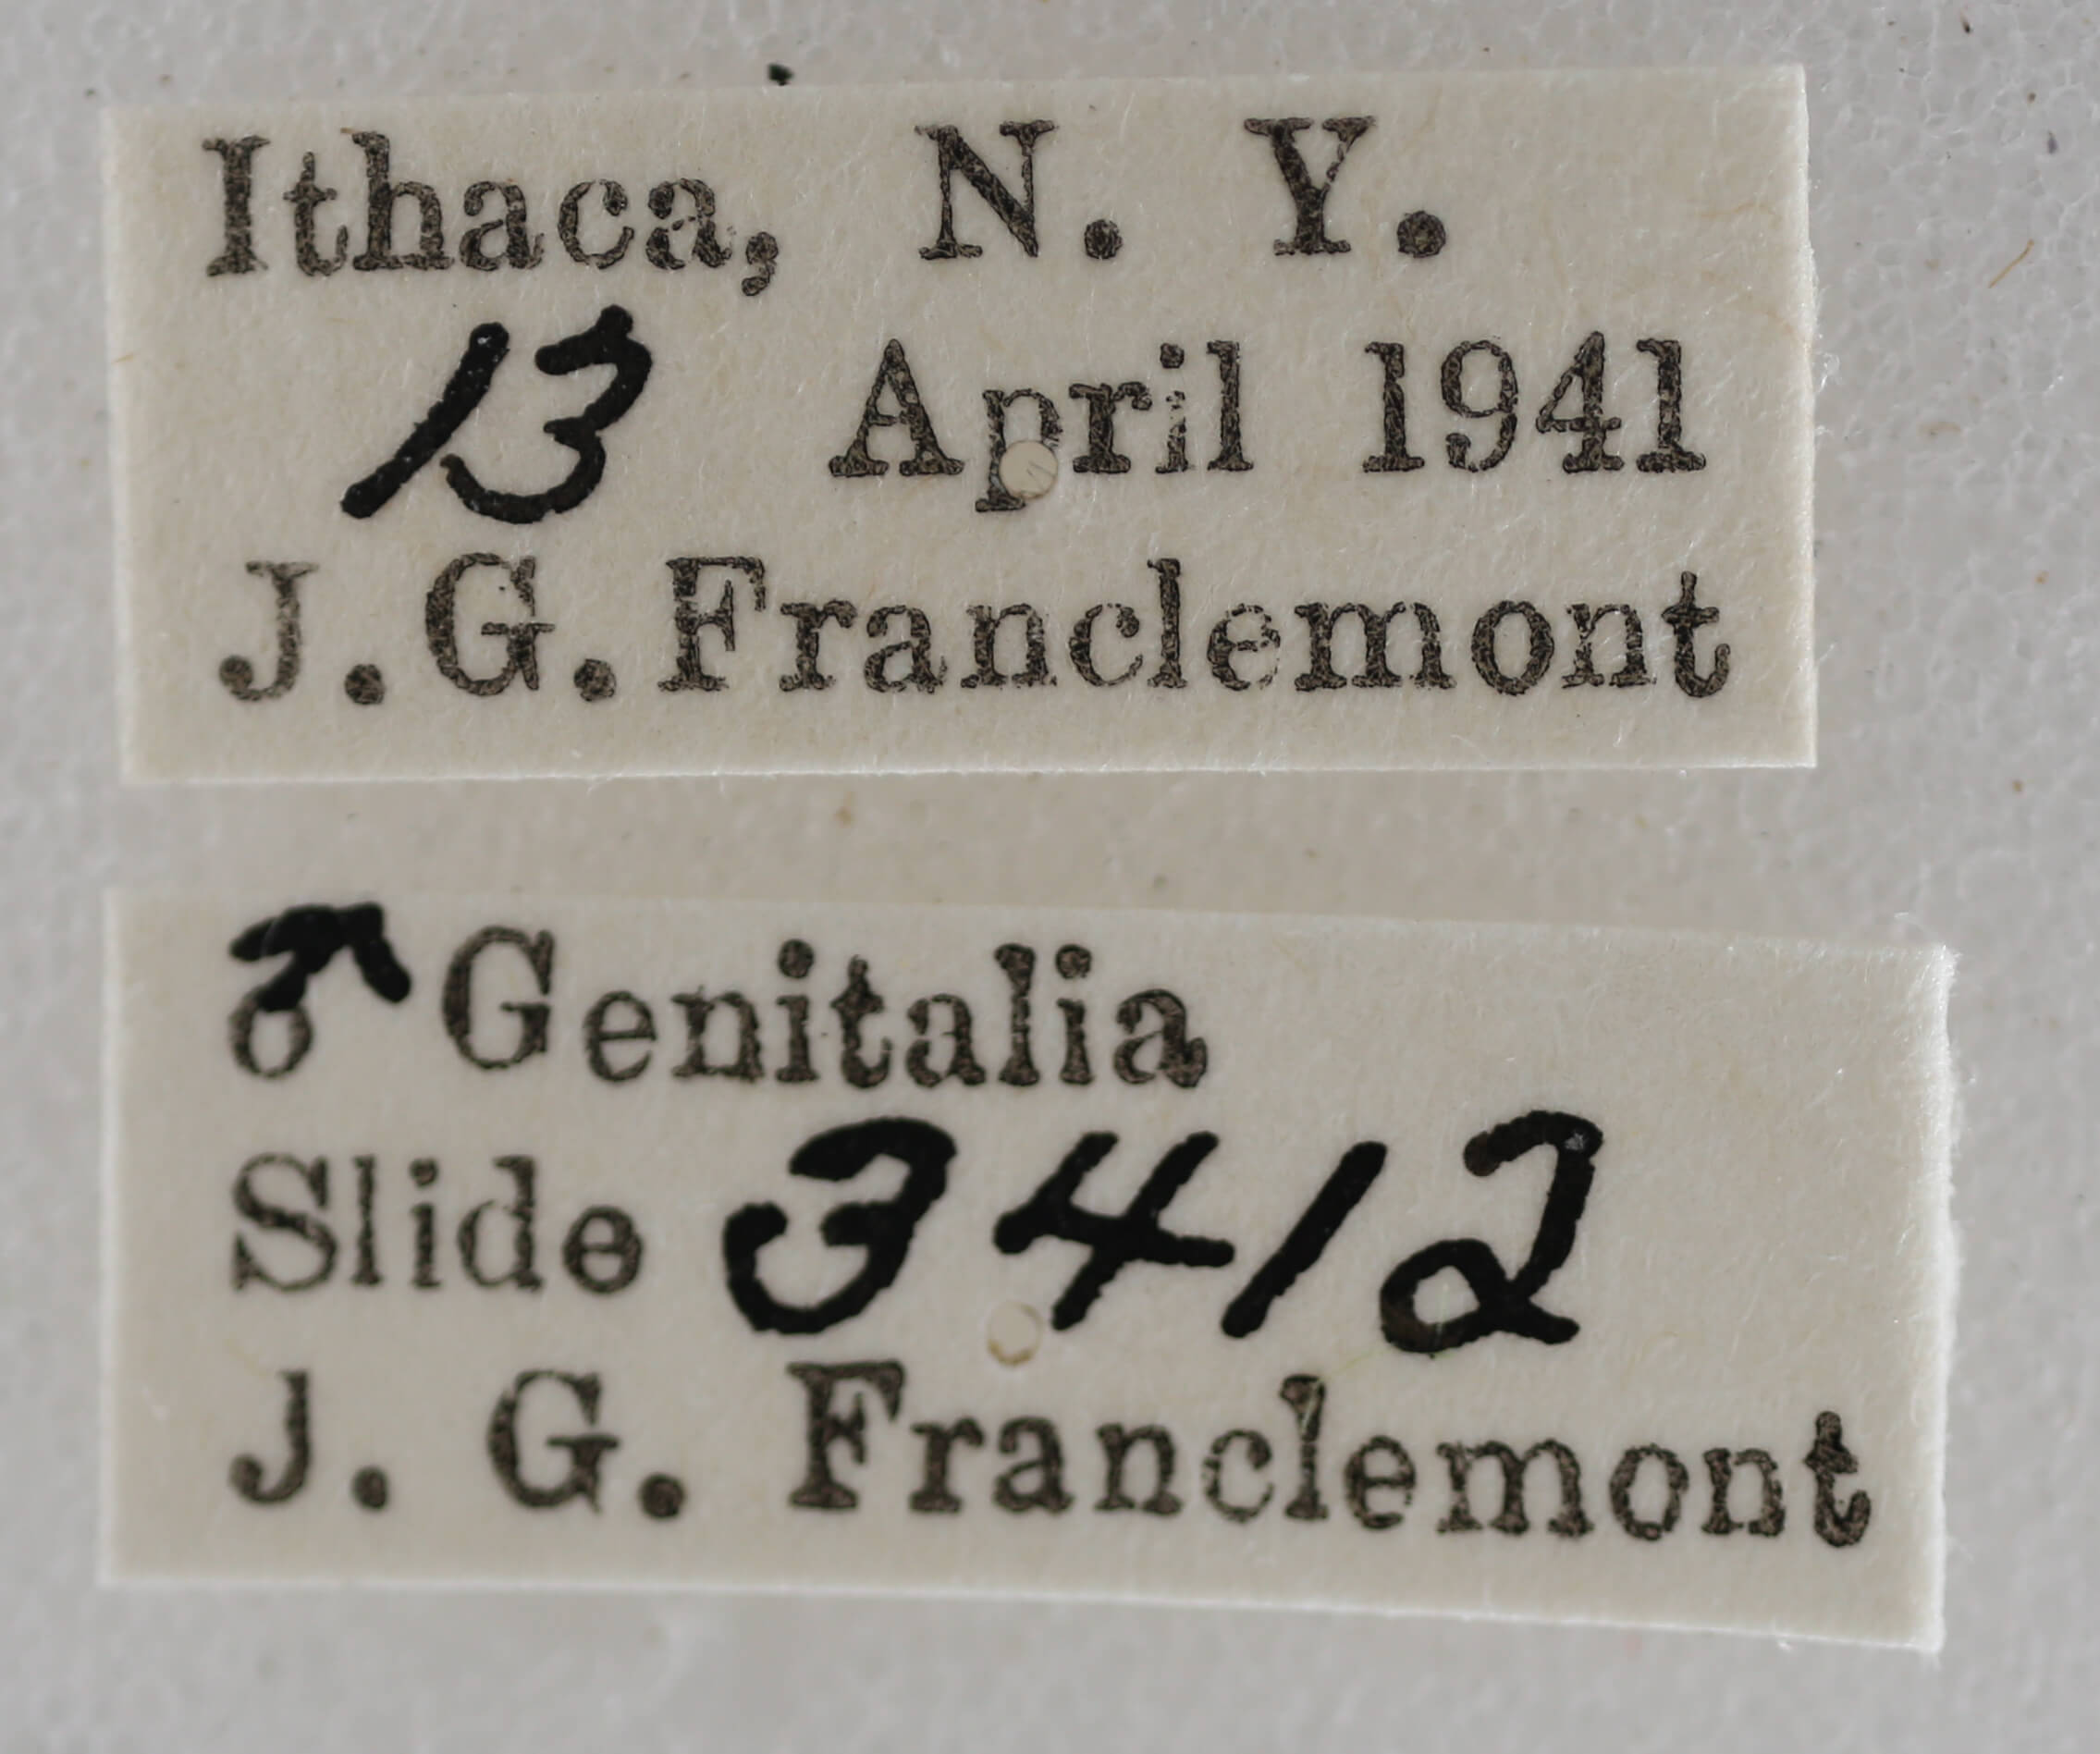 Ithaca, N. Y.
13 April 1941
J. G. Franclemont
♂ Genitalia
Slide 3412
J. G. Franclemont